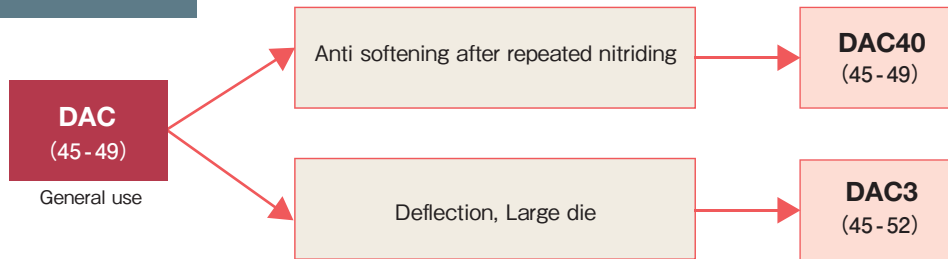 DAC
(45-49)
General use
Anti softening after repeated nitriding
DAC40
(45-49)
Deflection, Large die
DAC3
(45-52)